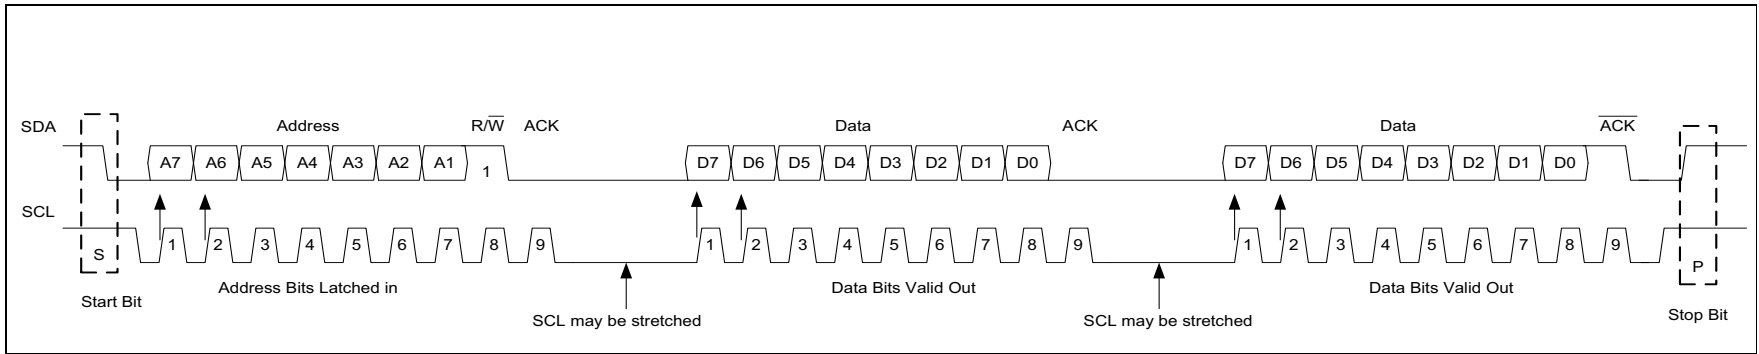 SDA Address R/W̅ ACK Data ACK Data A̅C̅K̅
A7 A6 A5 A4 A3 A2 A1 1 D7 D6 D5 D4 D3 D2 D1 D0 D7 D6 D5 D4 D3 D2 D1 D0
SCL
S 1 2 3 4 5 6 7 8 9 1 2 3 4 5 6 7 8 9 1 2 3 4 5 6 7 8 9 P
Start Bit Address Bits Latched in Data Bits Valid Out Data Bits Valid Out Stop Bit
SCL may be stretched SCL may be stretched